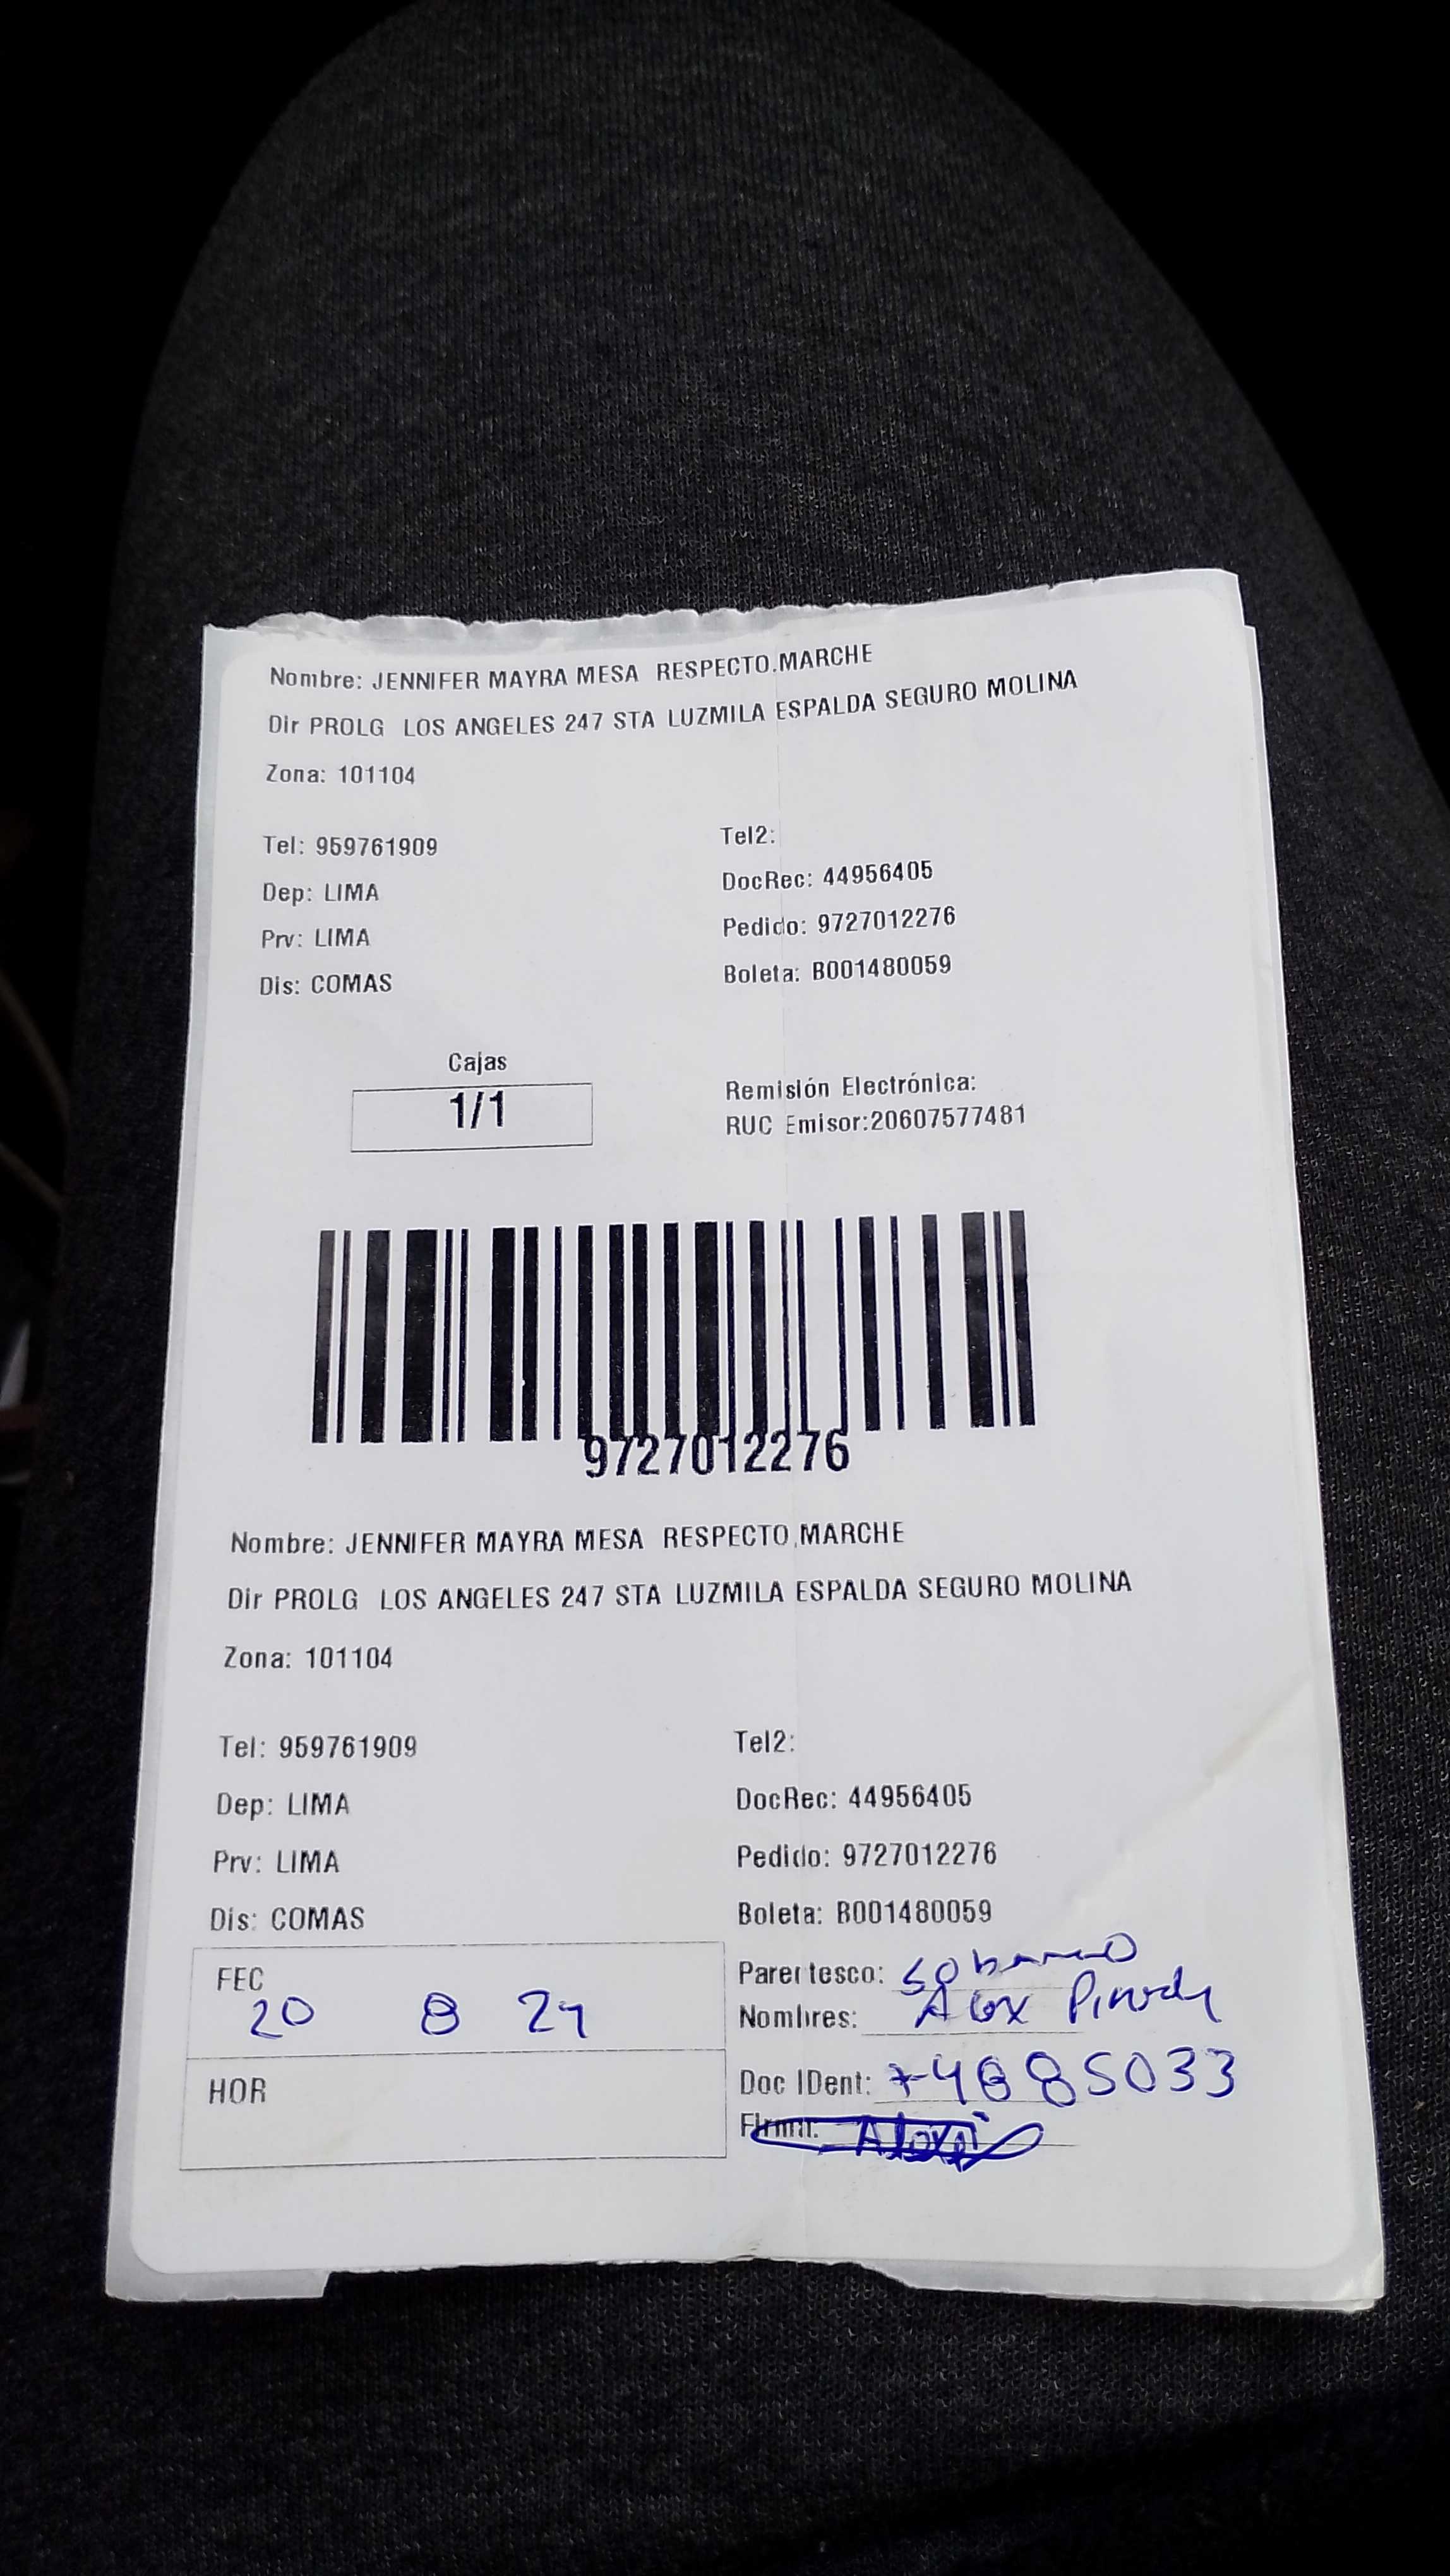 Nombre: JENNIFER MAYRA MESA RESPECTO.MARCHE
Dir PROLG LOS ANGELES 247 STA LUZMILA ESPALDA SEGURO MOLINA
Zona: 101104
Tel: 959761909
Tel2:
Dep: LIMA
DocRec: 44956405
Prv: LIMA
Pedido: 9727012276
Dis: COMAS
Boleta: B001480059
Cajas
1/1
Remisión Electrónica:
RUC Emisor:20607577481
9727012276
Nombre: JENNIFER MAYRA MESA RESPECTO,MARCHE
Dir PROLG LOS ANGELES 247 STA LUZMILA ESPALDA SEGURO MOLINA
Zona: 101104
Tel: 959761909
Tel2:
Dep: LIMA
DocRec: 44956405
Prv: LIMA
Pedido: 9727012276
Dis: COMAS
Boleta: B001480059
FEC
20 8 24
HOR
Parentesco:
Nombres: Alex
Doc IDent:
Firma: